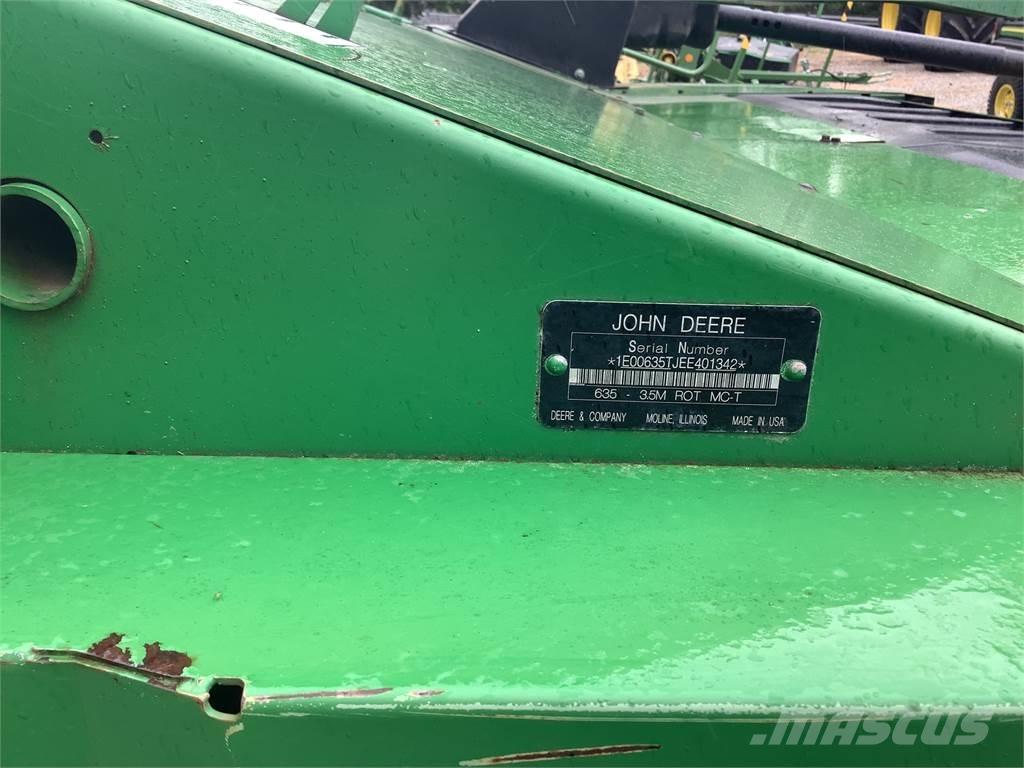 JOHN DEERE
Serial Number
*1E00635TJEE401342*
635 - 3.5M ROT MC-T
DEERE & COMPANY MOLINE, ILLINOIS MADE IN USA
MASCUS